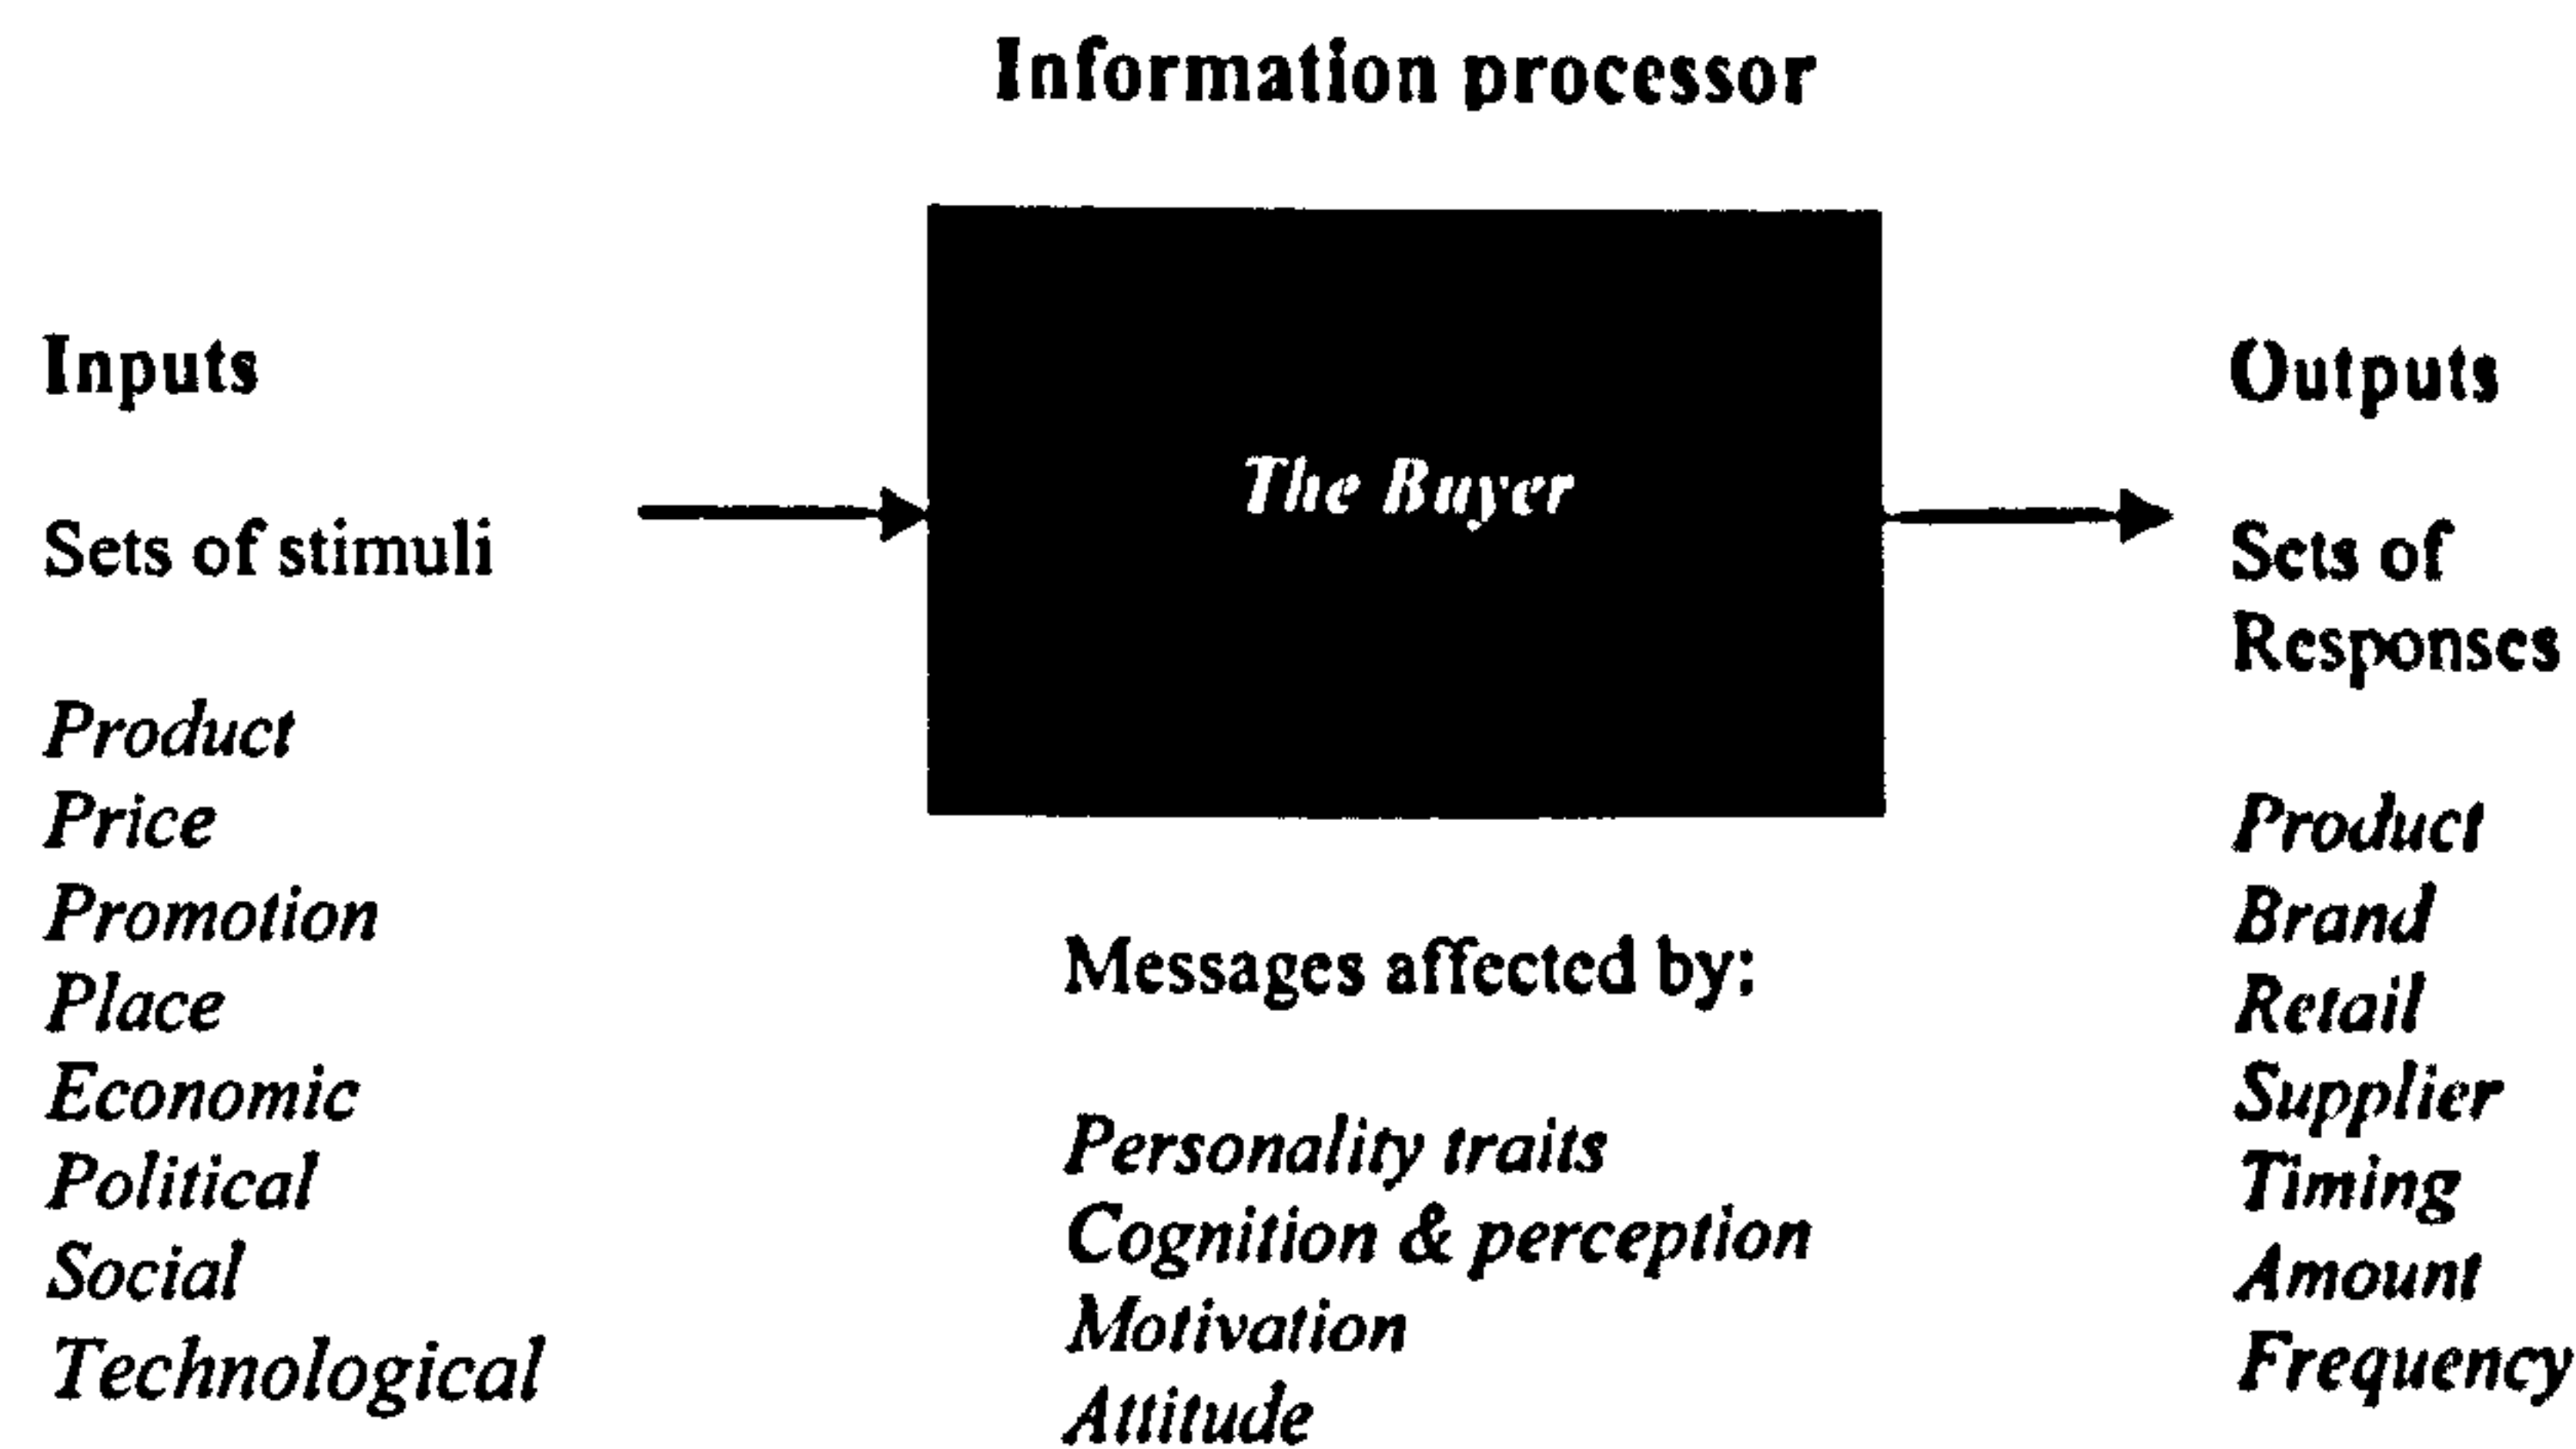 Information processor
Inputs
Sets of stimuli
Product
Price
Promotion
Place
Economic
Political
Social
Technological
The Buyer
Messages affected by:
Personality traits
Cognition & perception
Motivation
Attitude
Outputs
Sets of
Responses
Product
Brand
Retail
Supplier
Timing
Amount
Frequency